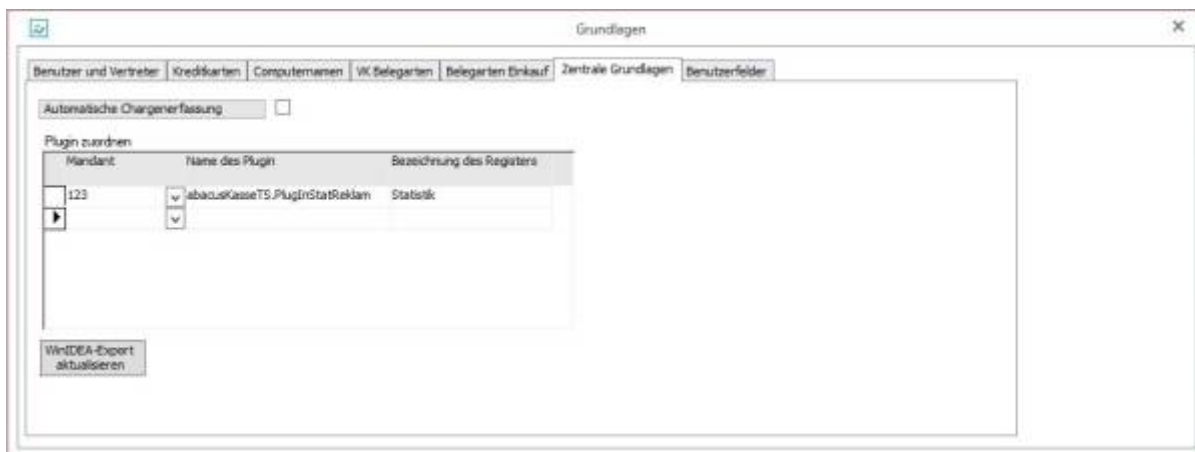 Grundlagen
Benutzer und Vertreter Kreditkarten Computernamen VK Belegarten Belegarten Einkauf Zentrale Grundlagen Benutzerfelder
Automatische Chargenerfassung
Plugin zuordnen
Mandant Name des Plugin Bezeichnung des Registers
123 abacusKasseTS.PlugInStatReklam Statistik
WinIDEA-Export
aktualisieren